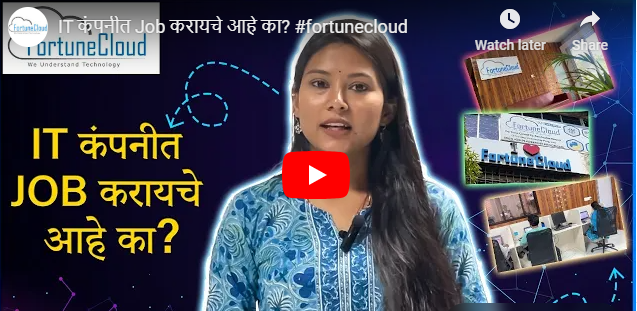 IT कंपनीत Job करायचे आहे का? #fortunecloud
Watch later
Share
FortuneCloud
We Understand Technology
IT कंपनीत
JOB करायचे
आहे का?
FortuneCloud
FortuneCloud
FortuneCloud